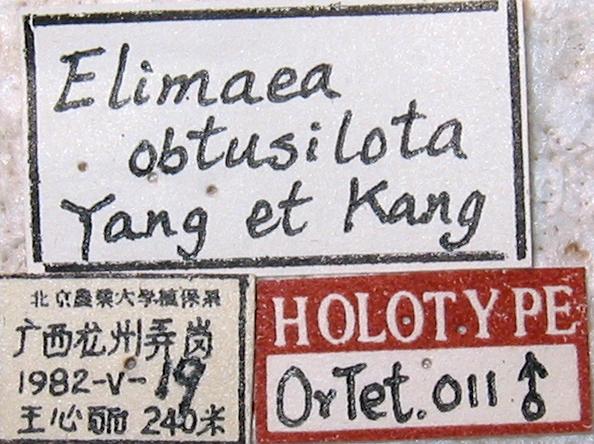 Elimaea
obtusilota
Yang et Kang
北京農業大学植保系
广西龙州弄岗
1982-V-19
王心丽 240米
HOLOTYPE
OrTet.011 ♂